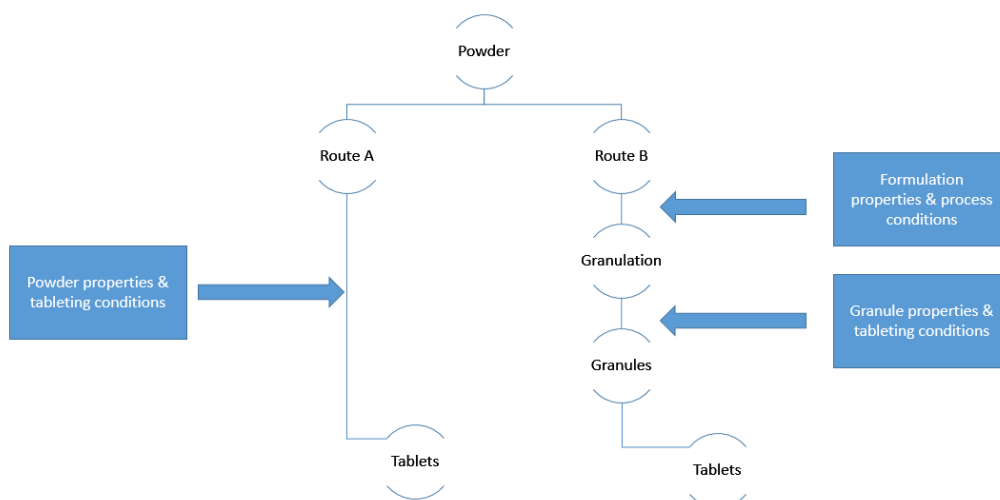 Powder
Route A
Route B
Formulation
properties & process
conditions
Granulation
Powder properties &
tableting conditions
Granule properties &
tableting conditions
Granules
Tablets
Tablets